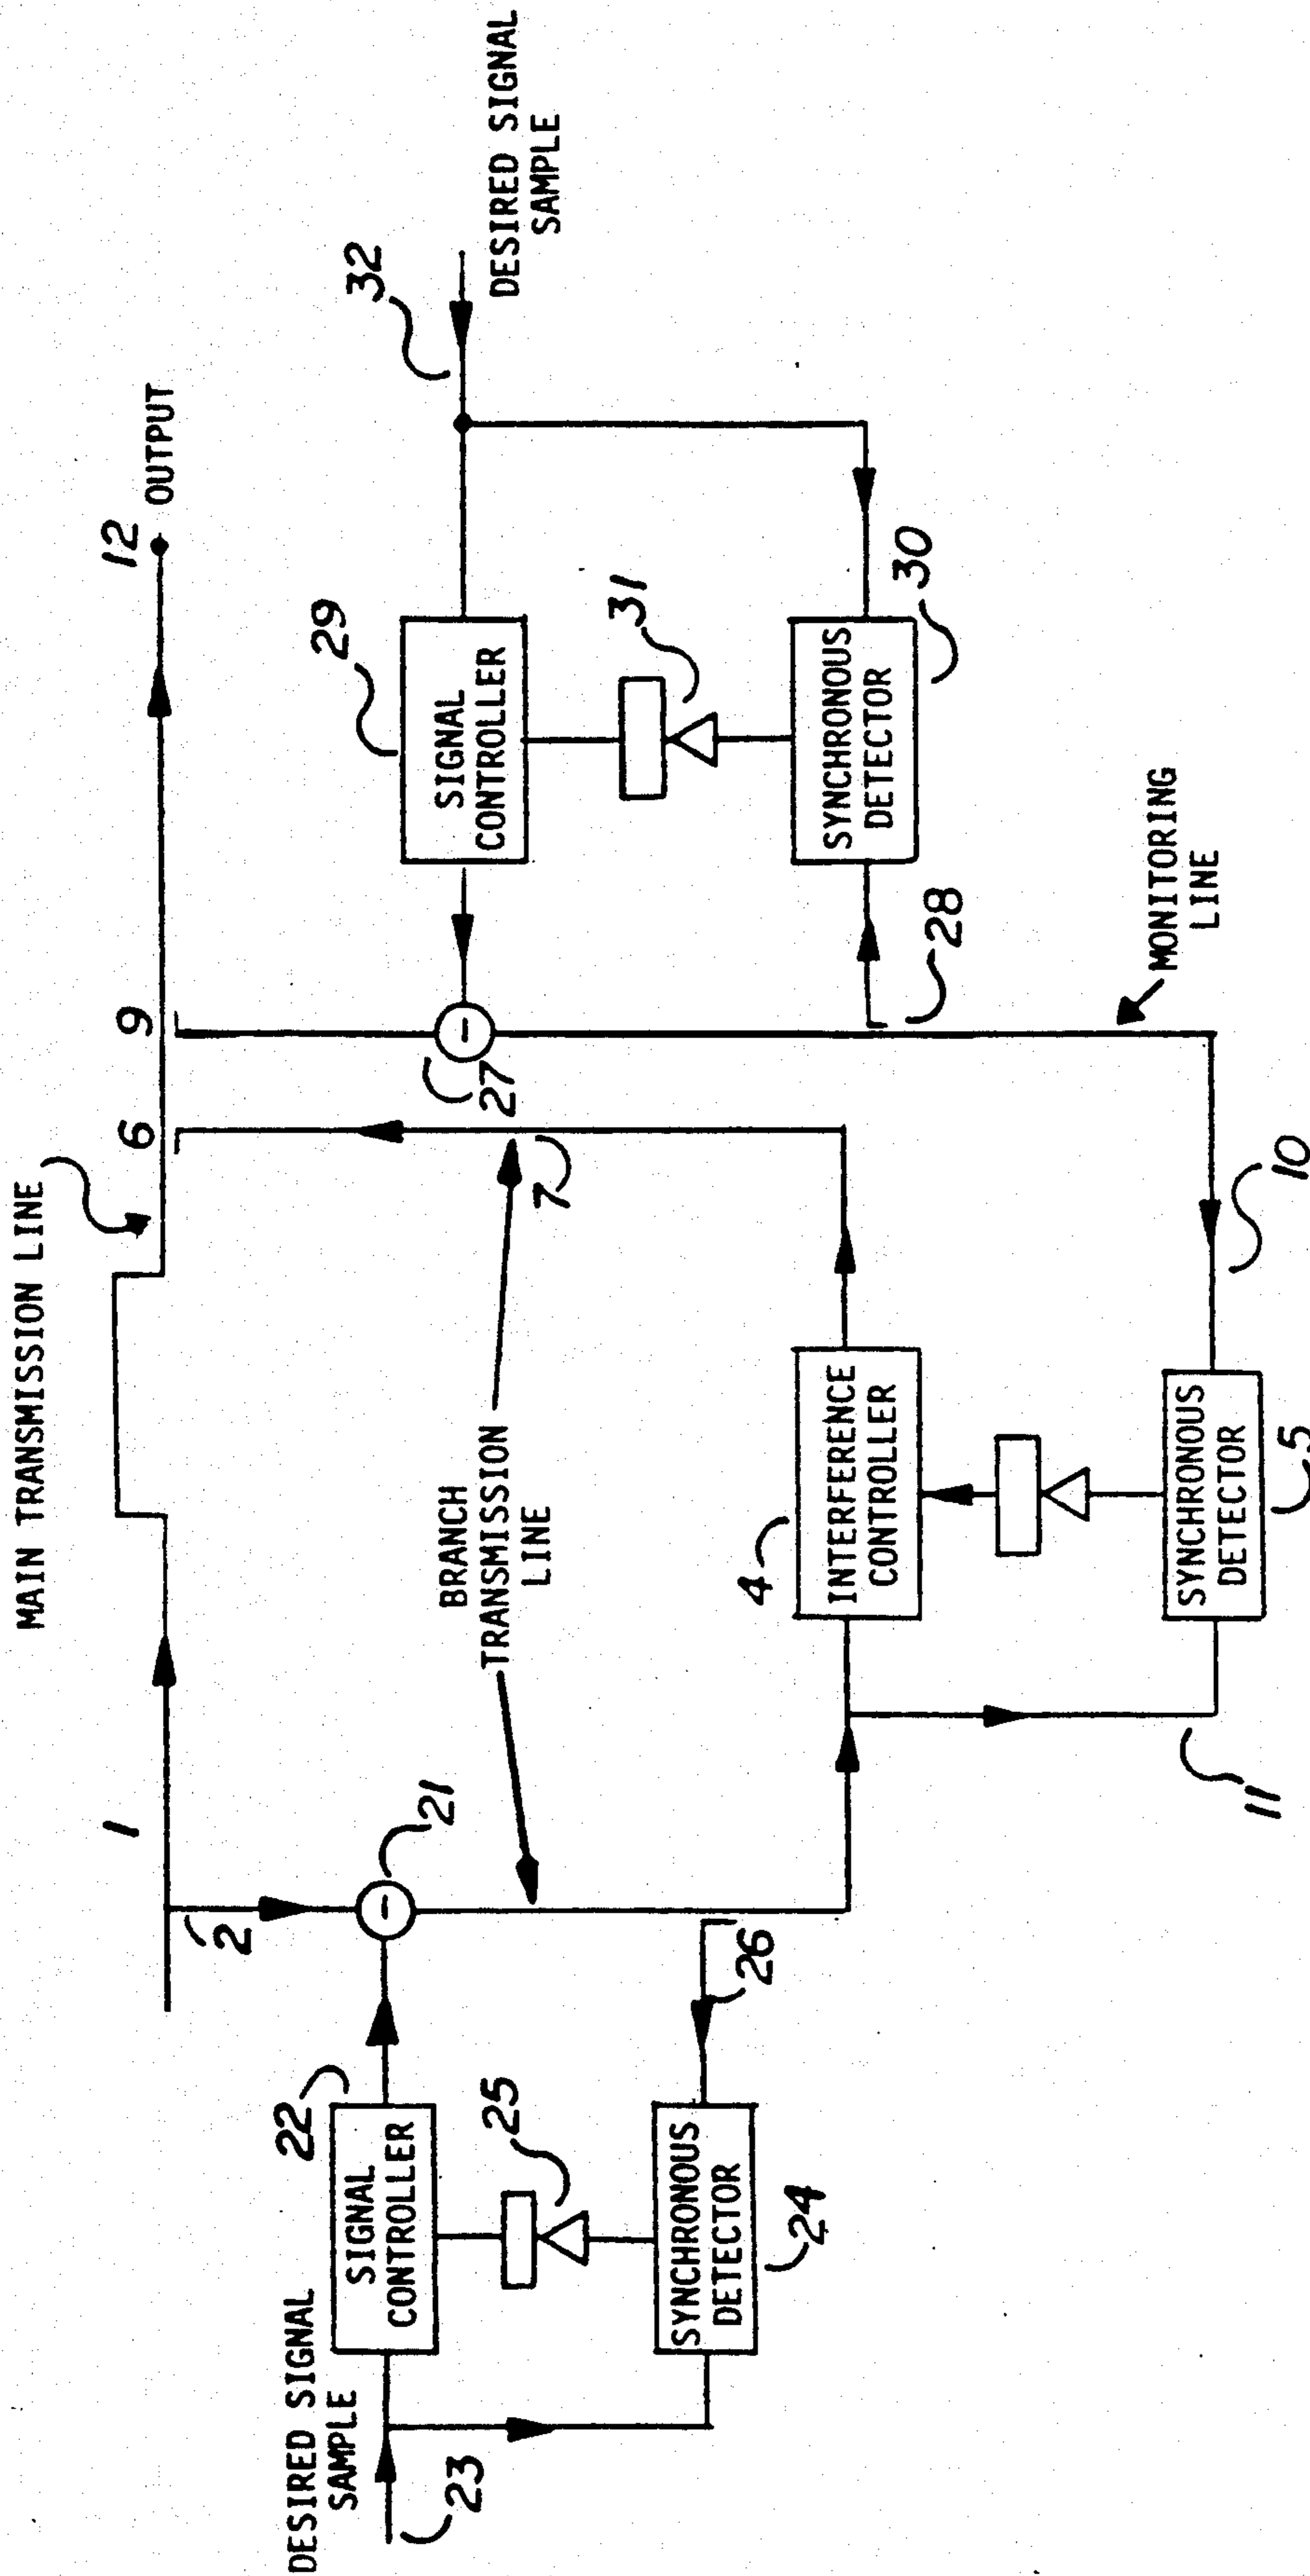 MAIN TRANSMISSION LINE
1
6
9
12
OUTPUT
2
21
DESIRED SIGNAL
SAMPLE
23
22
SIGNAL
CONTROLLER
25
SYNCHRONOUS
DETECTOR
24
26
BRANCH
TRANSMISSION
LINE
7
4
INTERFERENCE
CONTROLLER
SYNCHRONOUS
DETECTOR
5
11
10
27
28
MONITORING
LINE
29
SIGNAL
CONTROLLER
31
SYNCHRONOUS
DETECTOR
30
32
DESIRED SIGNAL
SAMPLE